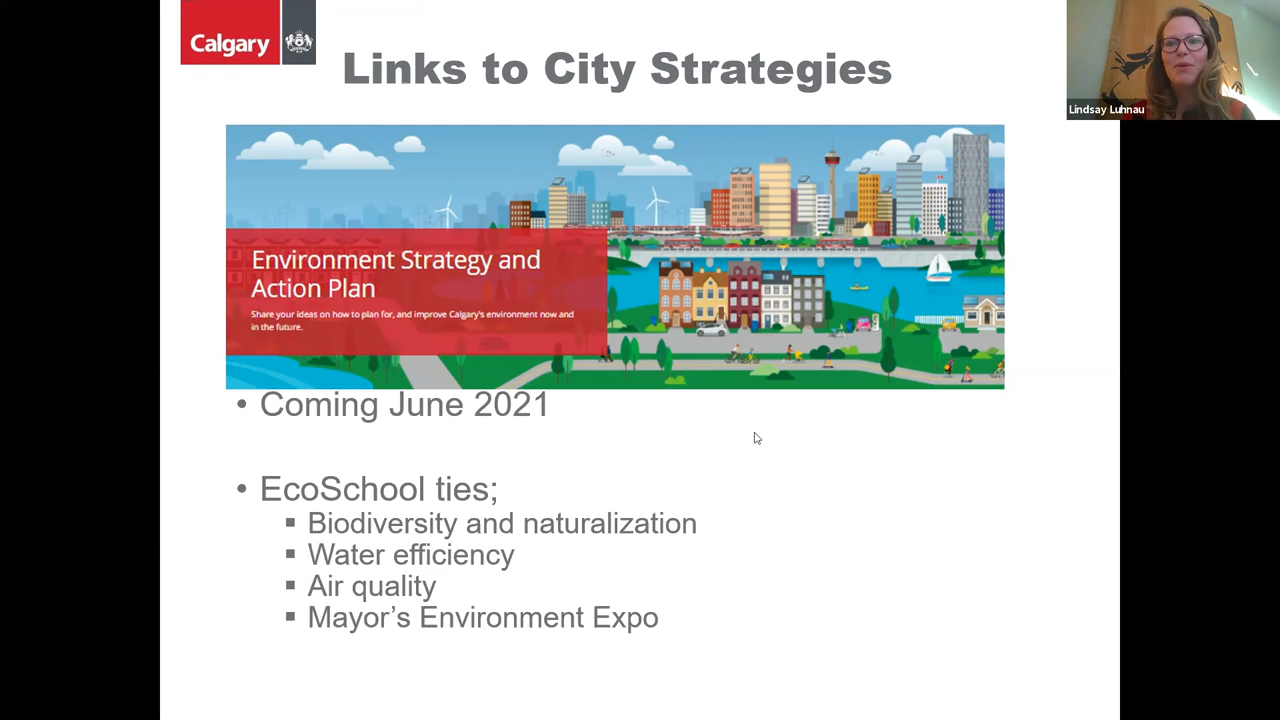 Calgary
Links to City Strategies
Lindsay Luhnau
Environment Strategy and
Action Plan
Share your ideas on how to plan for, and improve Calgary's environment now and
in the future.
• Coming June 2021
• EcoSchool ties;
▪ Biodiversity and naturalization
▪ Water efficiency
▪ Air quality
▪ Mayor’s Environment Expo